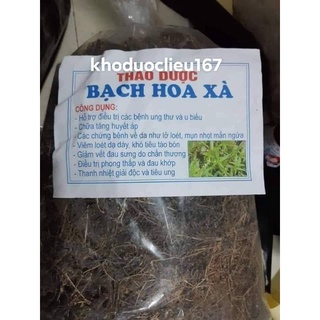 khoduoclieu167
THẢO DƯỢC
BẠCH HOA XÀ
CÔNG DỤNG:
- Hỗ trợ điều trị các bệnh ung thư và u biểu
- Chữa tăng huyết áp
- Các chứng bệnh về da như lở loét, mụn nhọt mẩn ngứa
- Viêm loét dạ dày, khó tiêu táo bón
- Giảm vết đau sưng do chấn thương
- Điều trị phong thấp và đau khớp
- Thanh nhiệt giải độc và tiêu ung